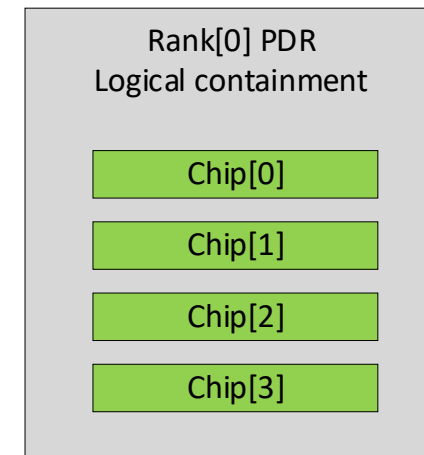 Rank[0] PDR
Logical containment
Chip[0]
Chip[1]
Chip[2]
Chip[3]